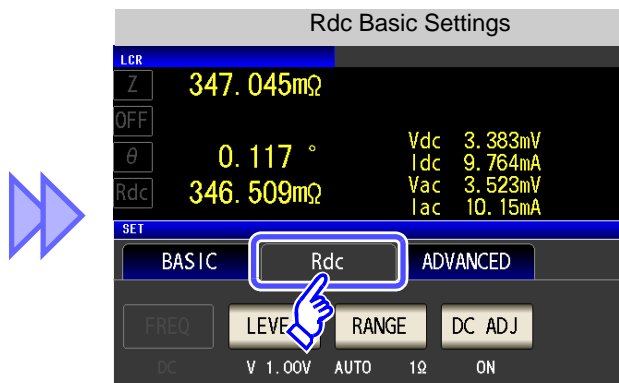 Rdc Basic Settings
LCR
Z 347.045mΩ
OFF
Vdc 3.383mV
θ 0.117 °
Idc 9.764mA
Rdc 346.509mΩ
Vac 3.523mV
Iac 10.15mA
SET
BASIC Rdc ADVANCED
FREQ RANGE DC ADJ
DC V 1.00V AUTO 1Ω ON